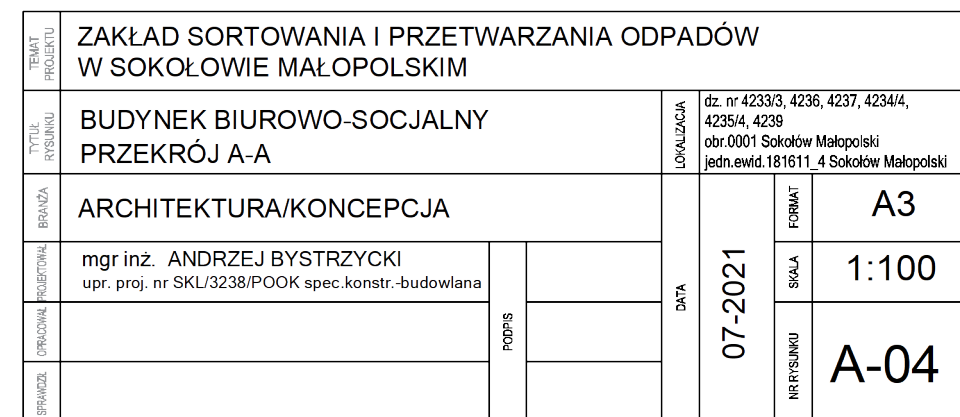 TEMAT
PROJEKTU
ZAKŁAD SORTOWANIA I PRZETWARZANIA ODPADÓW
W SOKOŁOWIE MAŁOPOLSKIM
TYTUŁ
RYSUNKU
BUDYNEK BIUROWO-SOCJALNY
PRZEKRÓJ A-A
LOKALIZACJA
dz. nr 4233/3, 4236, 4237, 4234/4,
4235/4, 4239
obr.0001 Sokołów Małopolski
jedn.ewid.181611_4 Sokołów Małopolski
BRANŻA
ARCHITEKTURA/KONCEPCJA
DATA
07-2021
FORMAT
A3
PROJEKTOWAŁ
mgr inż. ANDRZEJ BYSTRZYCKI
upr. proj. nr SKL/3238/POOK spec.konstr.-budowlana
PODPIS
SKALA
1:100
OPRACOWAŁ
NR RYSUNKU
A-04
SPRAWDZIŁ